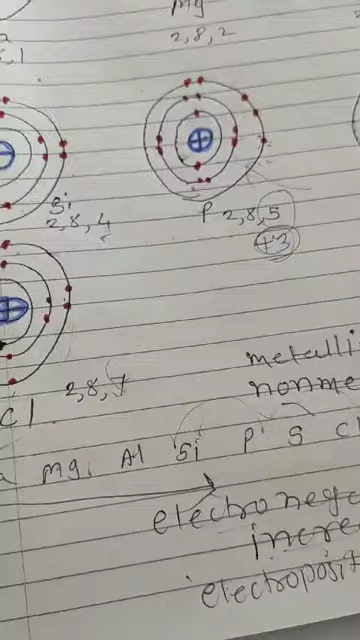 Mg
2,8,2
,1
Si
2,8,4
P 2,8,5
+3
Cl 2,8,7
metalli
nonme
a Mg, Al Si P S Cl
electronega
incre
electroposit